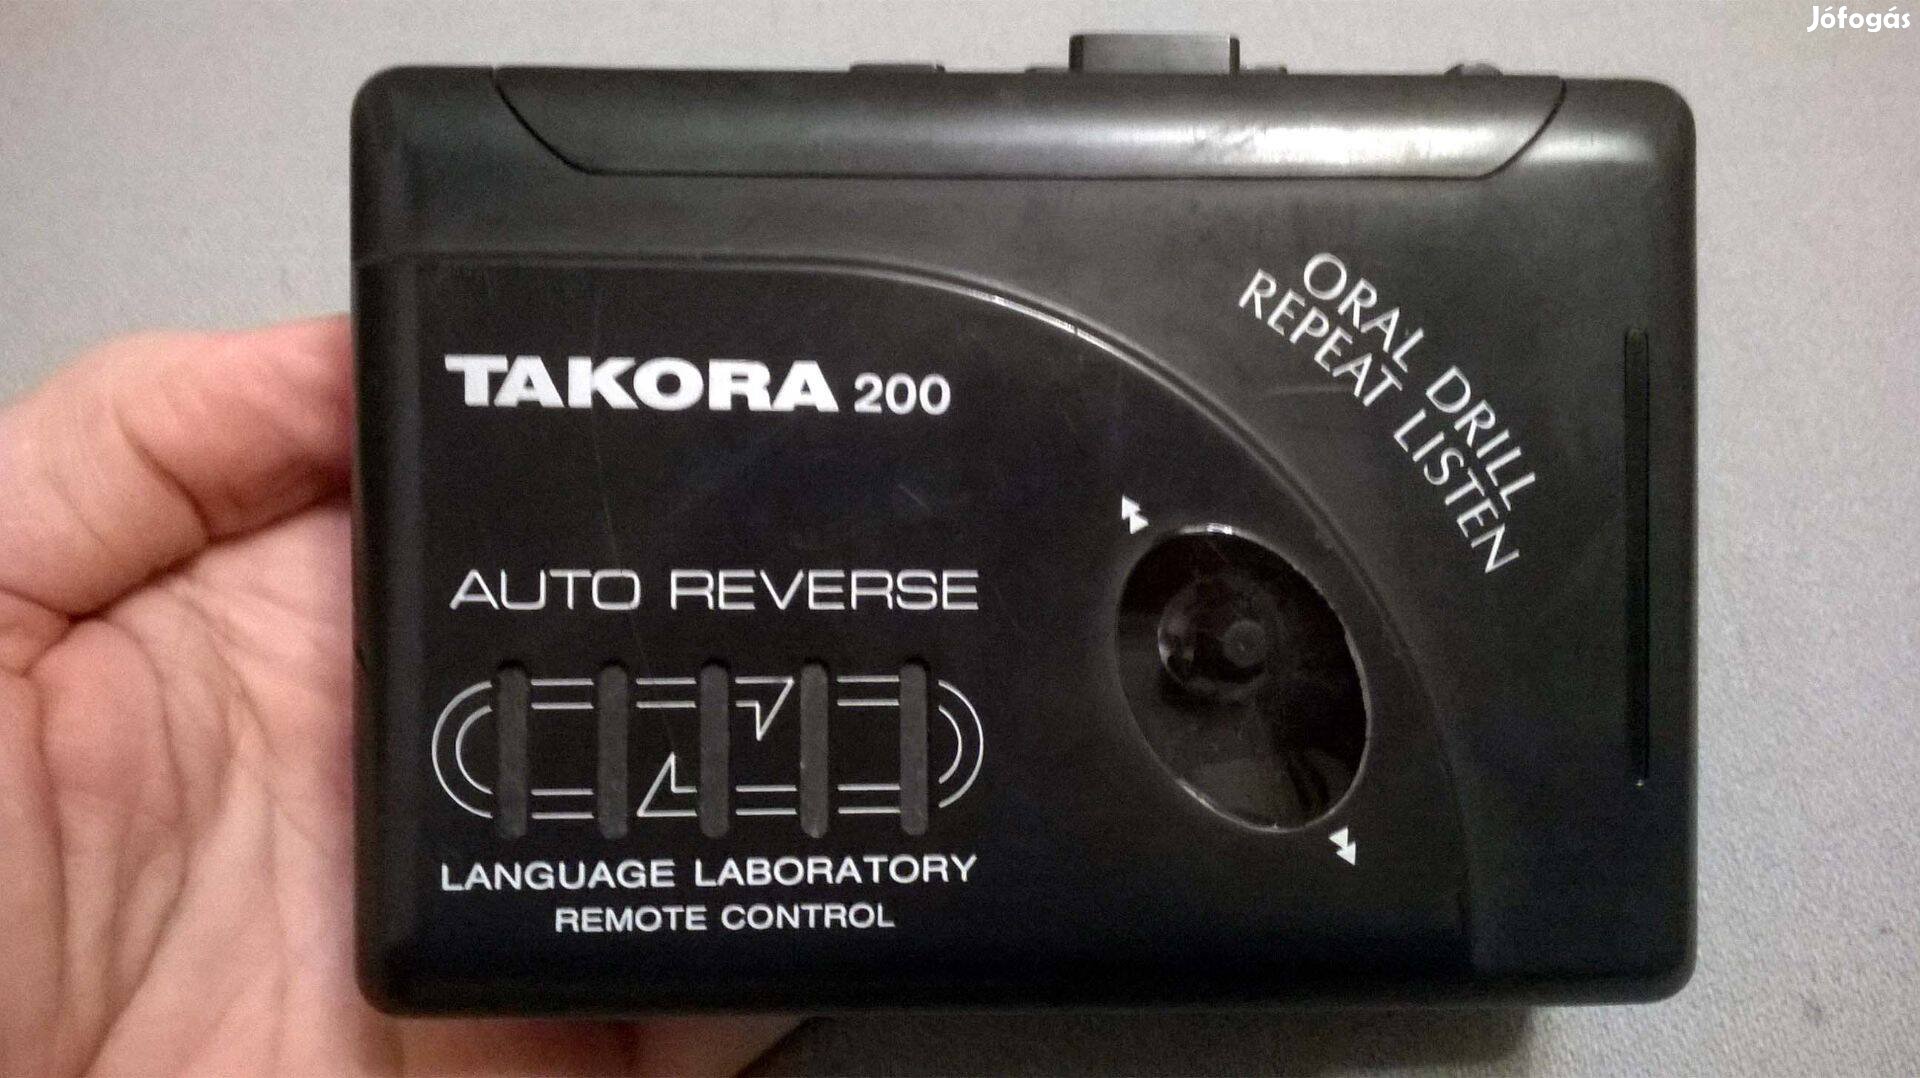 Jófogás
ORAL DRILL
REPEAT LISTEN
TAKORA 200
AUTO REVERSE
LANGUAGE LABORATORY
REMOTE CONTROL